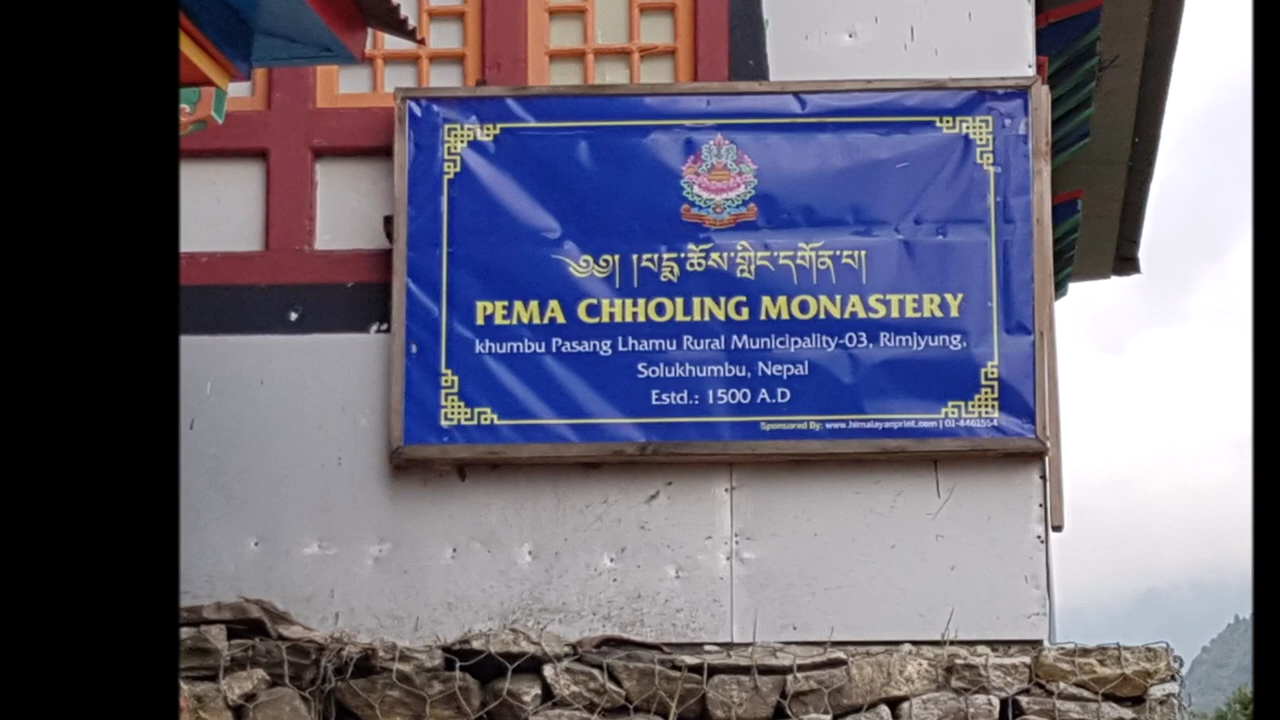 ༄༅། །པདྨ་ཆོས་གླིང་དགོན་པ།
PEMA CHHOLING MONASTERY
khumbu Pasang Lhamu Rural Municipality-03, Rimjyung,
Solukhumbu, Nepal
Estd.: 1500 A.D
Sponsored By: www.himalayanprint.com | 01-4461554